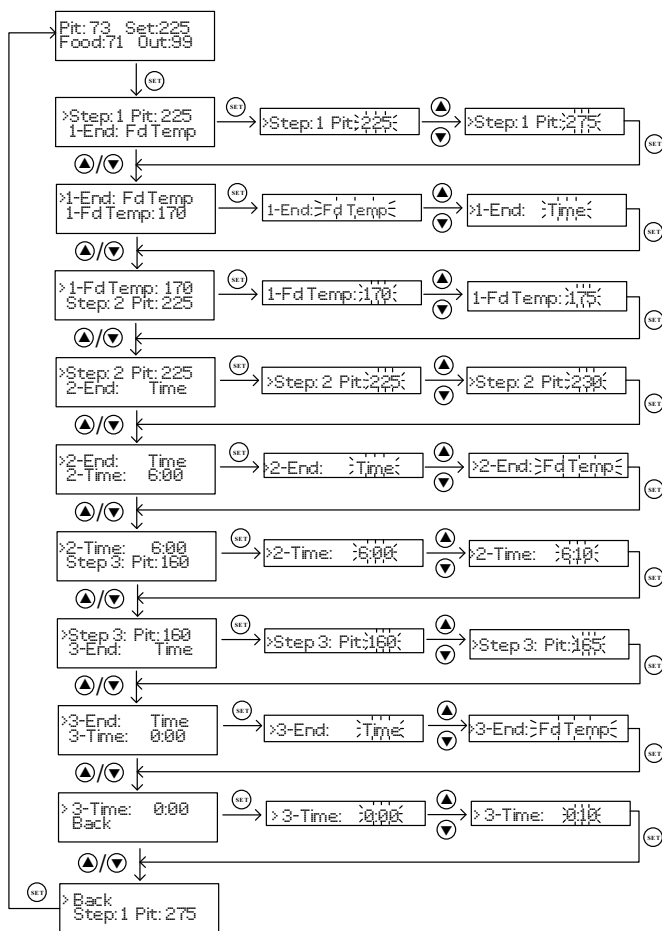 Pit: 73 Set:225
Food:71 Out:99
SET
>Step:1 Pit: 225
1-End: Fd Temp
SET
>Step:1 Pit:225
>Step:1 Pit:275
SET
/
>1-End: Fd Temp
1-Fd Temp: 170
SET
1-End:Fd Temp
>1-End: Time
SET
/
>1-Fd Temp: 170
Step: 2 Pit: 225
SET
1-Fd Temp: 170
1-Fd Temp: 175
SET
/
>Step: 2 Pit: 225
2-End: Time
SET
>Step: 2 Pit:225
>Step: 2 Pit:230
SET
/
>2-End: Time
2-Time: 6:00
SET
>2-End: Time
>2-End: Fd Temp
SET
/
>2-Time: 6:00
Step 3: Pit: 160
SET
>2-Time: 6:00
>2-Time: 6:10
SET
/
>Step 3: Pit: 160
3-End: Time
SET
>Step 3: Pit:160
>Step 3: Pit:165
SET
/
>3-End: Time
3-Time: 0:00
SET
>3-End: Time
>3-End: Fd Temp
SET
/
> 3-Time: 0:00
Back
SET
> 3-Time: 0:00
> 3-Time: 0:10
SET
/
SET
> Back
Step: 1 Pit: 275